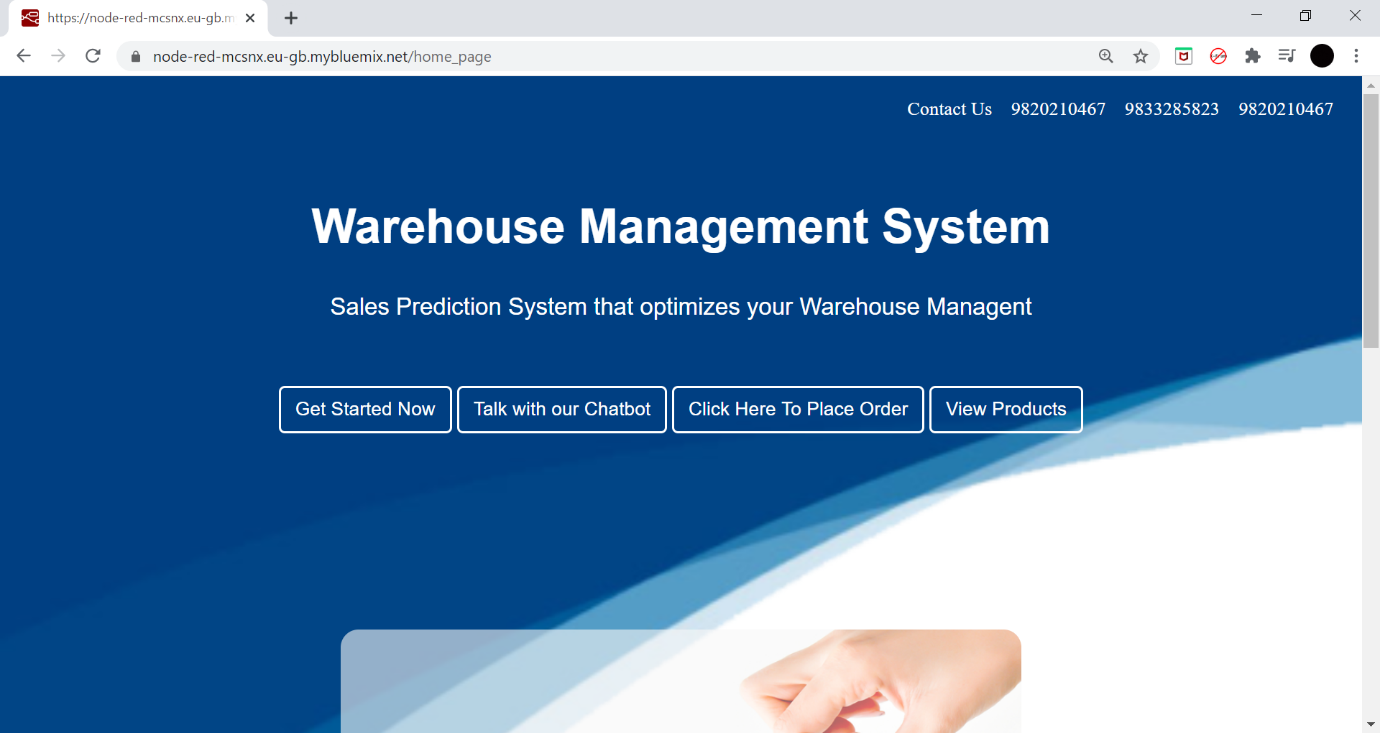 https://node-red-mcsnx.eu-gb.m
node-red-mcsnx.eu-gb.mybluemix.net/home_page
Contact Us 9820210467 9833285823 9820210467
Warehouse Management System
Sales Prediction System that optimizes your Warehouse Managent
Get Started Now Talk with our Chatbot Click Here To Place Order View Products